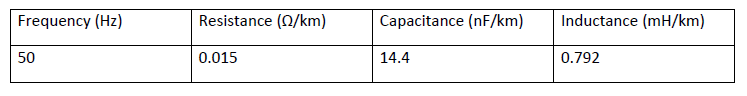 Frequency (Hz) Resistance (Ω/km) Capacitance (nF/km) Inductance (mH/km)
50 0.015 14.4 0.792